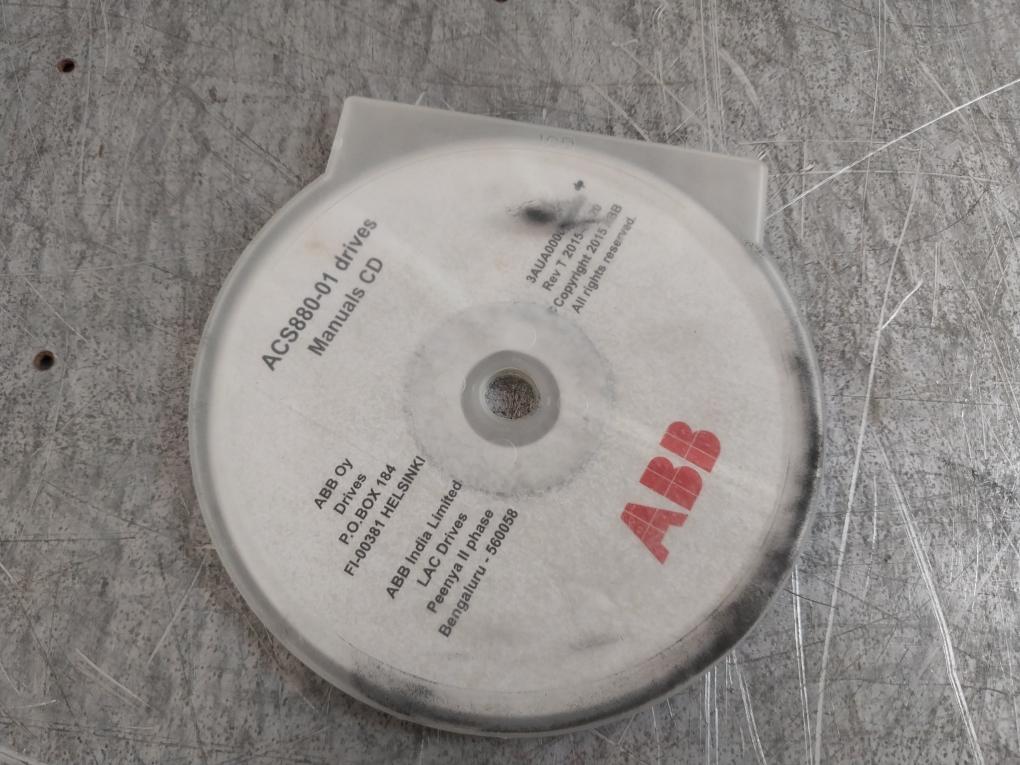 ACS880-01 drives
Manuals CD
Rev T 2015
Copyright 2015
All rights reserved.
ABB Oy
Drives
P.O.BOX 184
FI-00381 HELSINKI
ABB India Limited
LAC Drives
Peenya II phase
Bengaluru - 560058
ABB